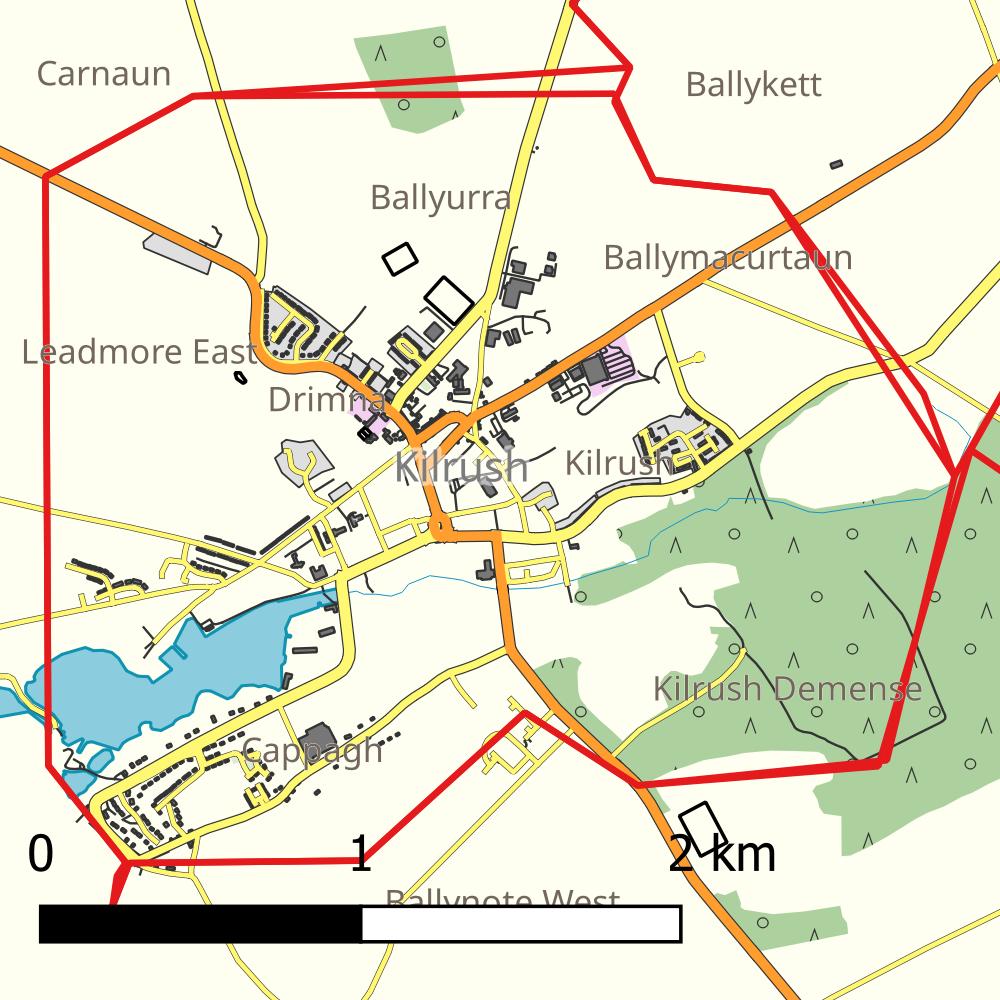 Carnaun
Ballykett
Ballyurra
Ballymacurtaun
Leadmore East
Drimna
Kilrush
Kilrush
Kilrush Demense
Cappagh
0 1 2 km
Ballynote West